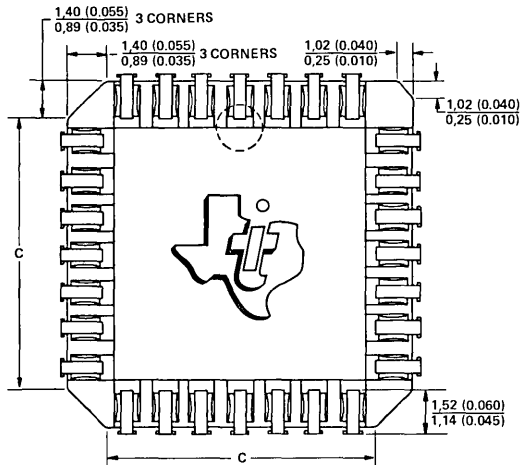 1,40 (0.055)
0,89 (0.035) 3 CORNERS
1,40 (0.055)
0,89 (0.035) 3 CORNERS
1,02 (0.040)
0,25 (0.010)
1,02 (0.040)
0,25 (0.010)
C
1,52 (0.060)
1,14 (0.045)
C